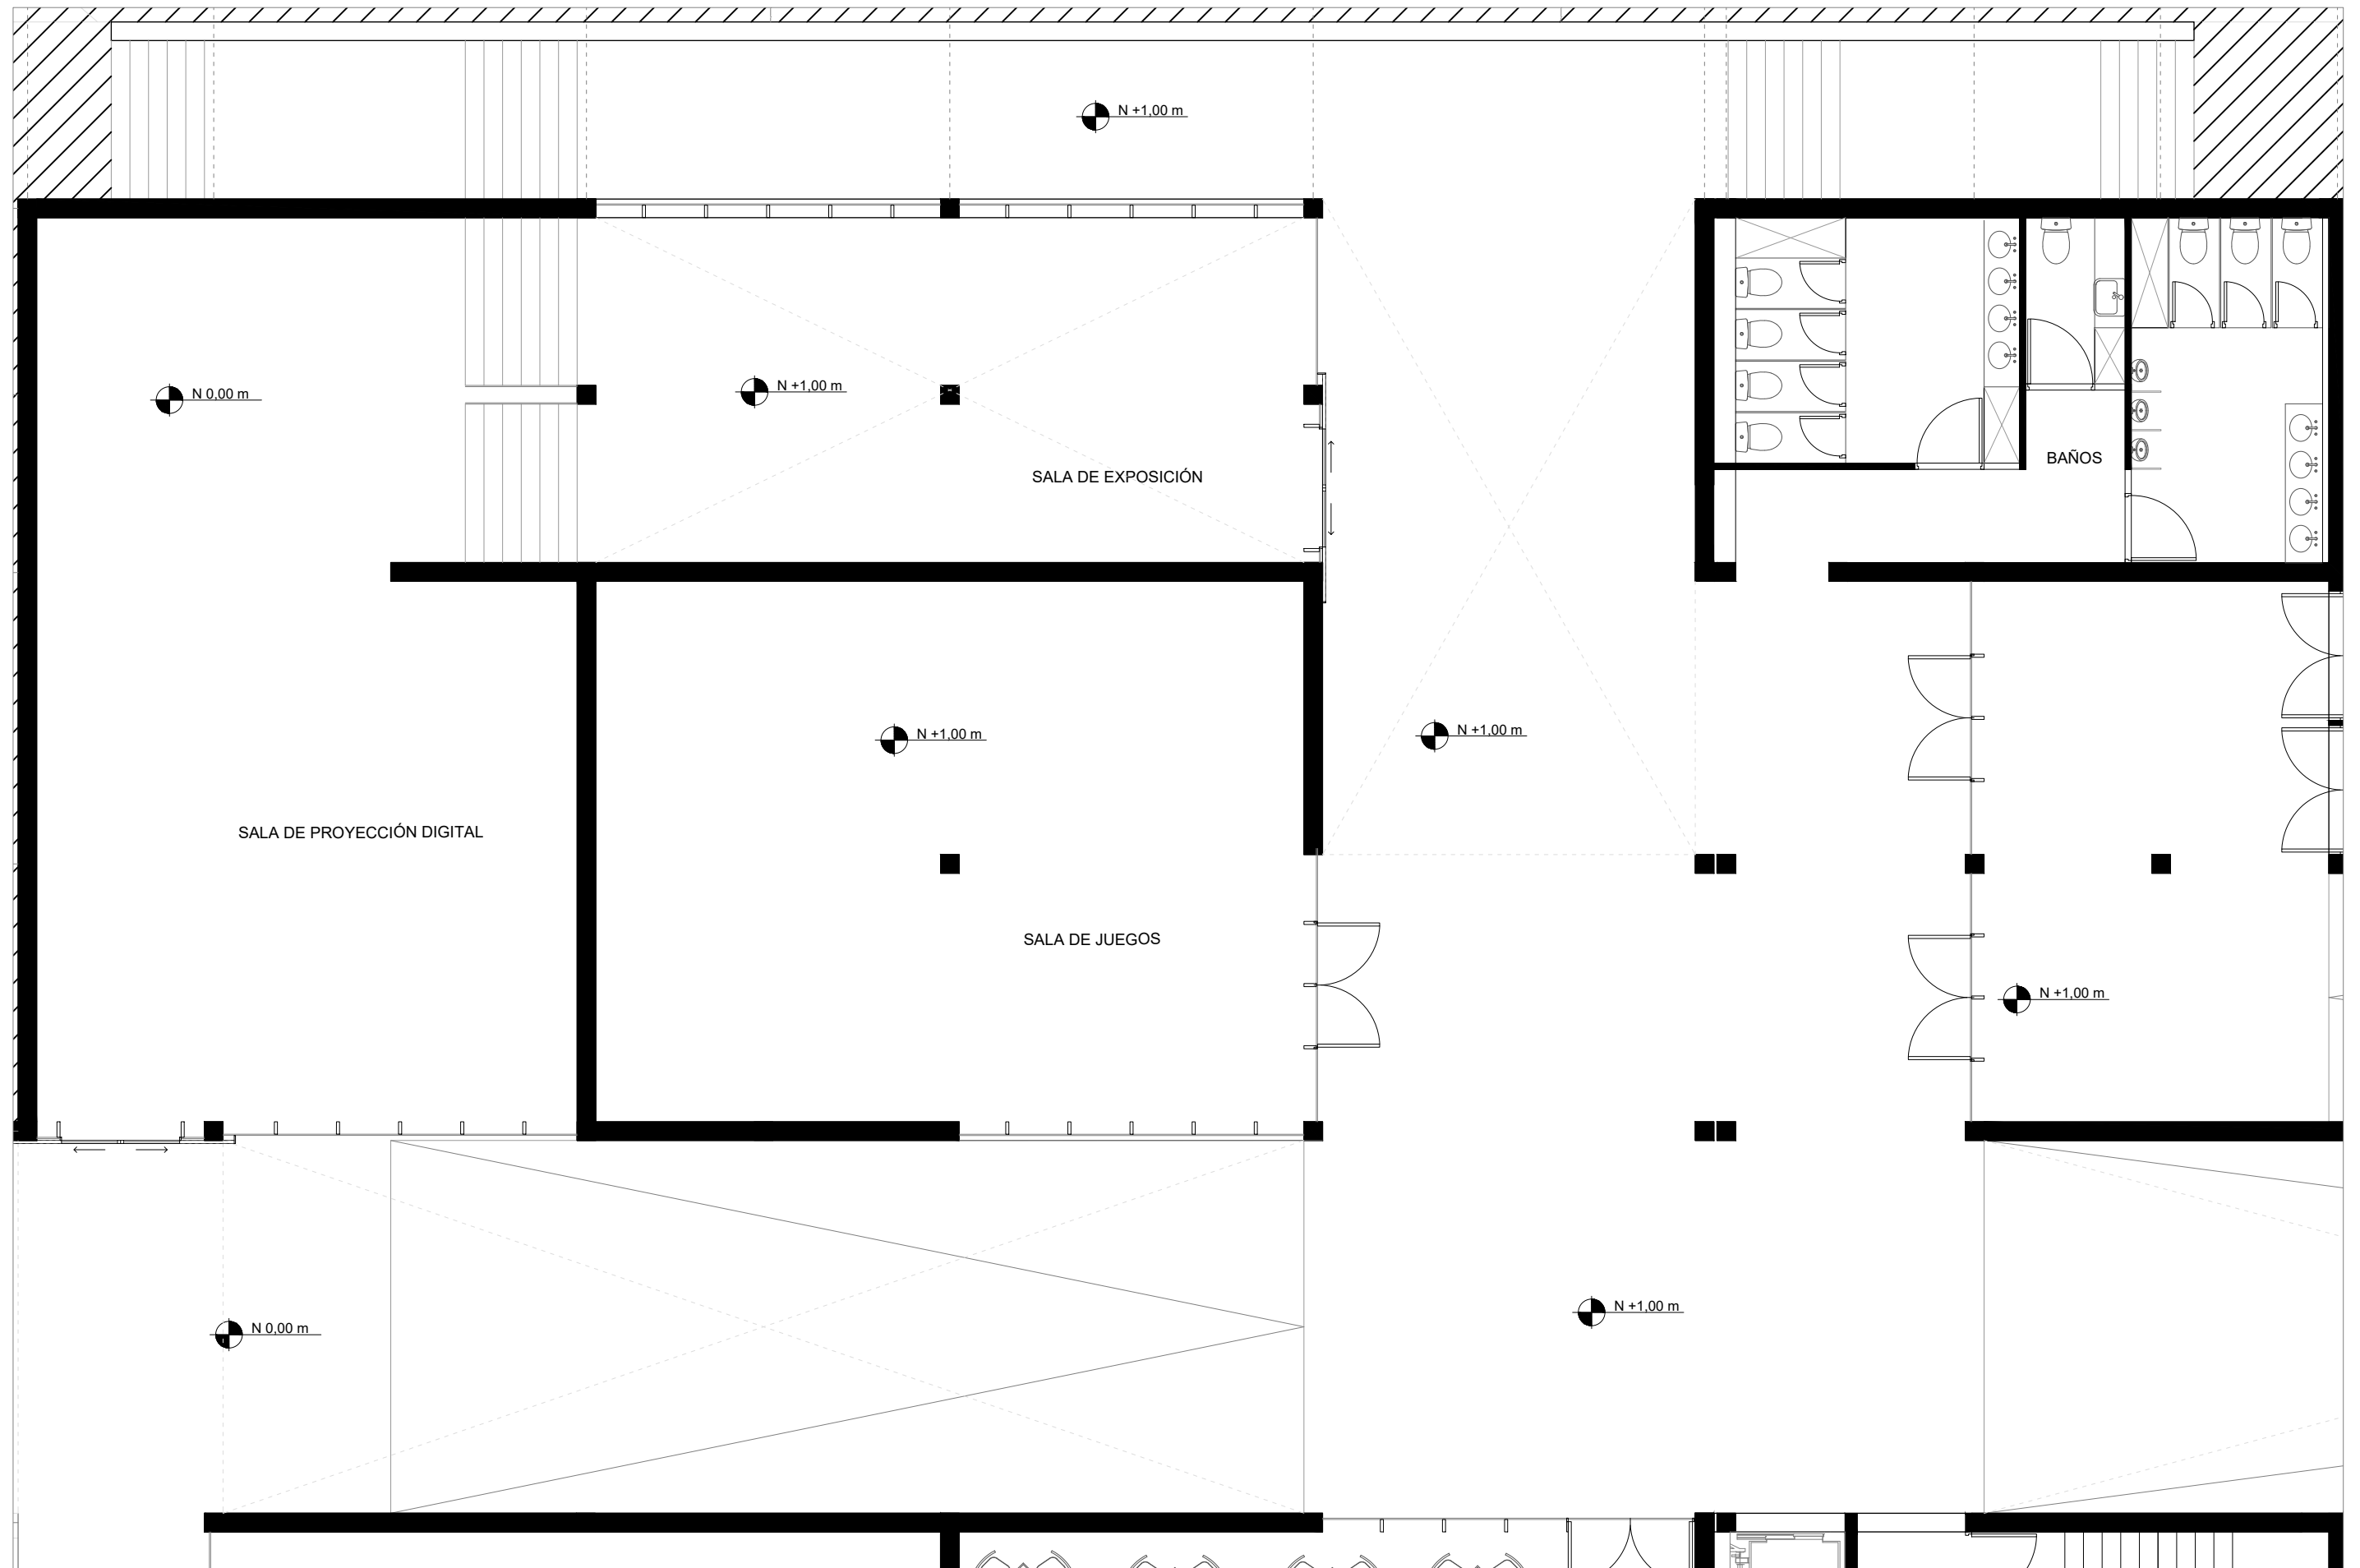 N +1,00 m
N 0,00 m
N +1,00 m
SALA DE EXPOSICIÓN
BAÑOS
N +1,00 m
N +1,00 m
SALA DE PROYECCIÓN DIGITAL
SALA DE JUEGOS
N +1,00 m
N 0,00 m
N +1,00 m